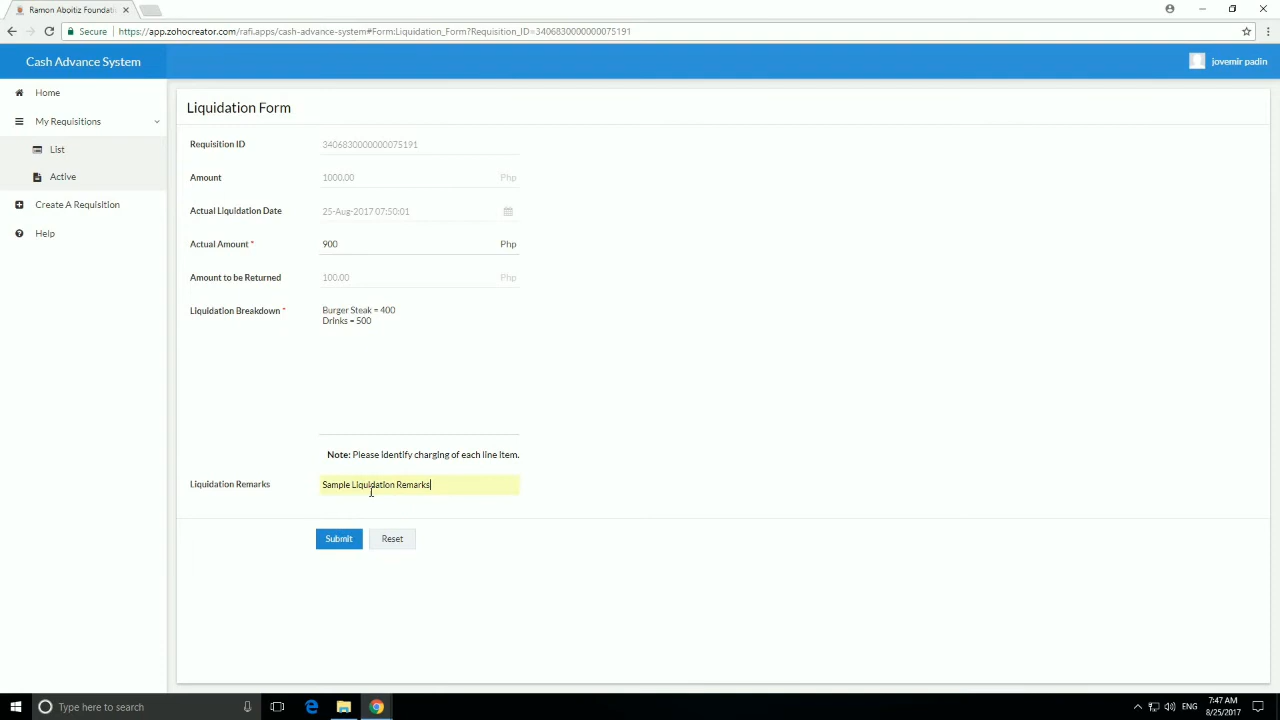 Ramon Aboitiz Foundati
Secure
https://app.zohocreator.com/rafi.apps/cash-advance-system#Form:Liquidation_Form?Requisition_ID=3406830000000075191
Cash Advance System
jovemir padin
Home
My Requisitions
List
Active
Create A Requisition
Help
Liquidation Form
Requisition ID
3406830000000075191
Amount
1000.00 Php
Actual Liquidation Date
25-Aug-2017 07:50:01
Actual Amount *
900 Php
Amount to be Returned
100.00 Php
Liquidation Breakdown *
Burger Steak = 400
Drinks = 500
Note: Please identify charging of each line item.
Liquidation Remarks
Sample Liquidation Remarks
Submit
Reset
Type here to search
ENG
7:47 AM
8/25/2017